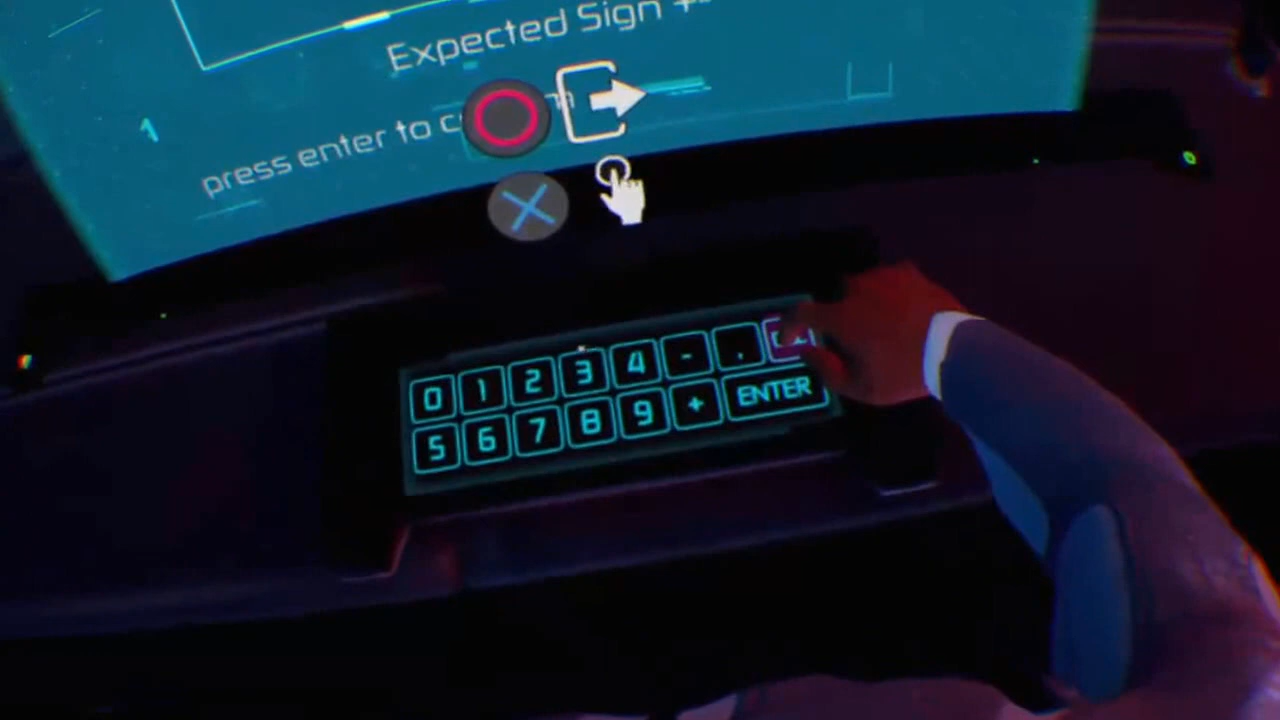 Expected Sign +-
1
press enter to c
0 1 2 3 4 - .
5 6 7 8 9 + ENTER